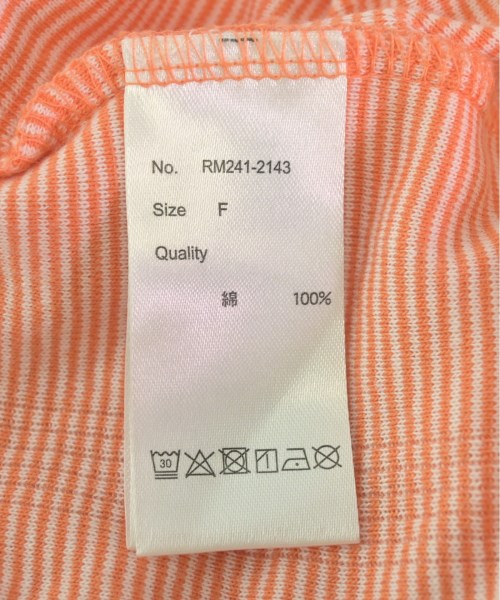 No. RM241-2143
Size F
Quality
綿 100%
30